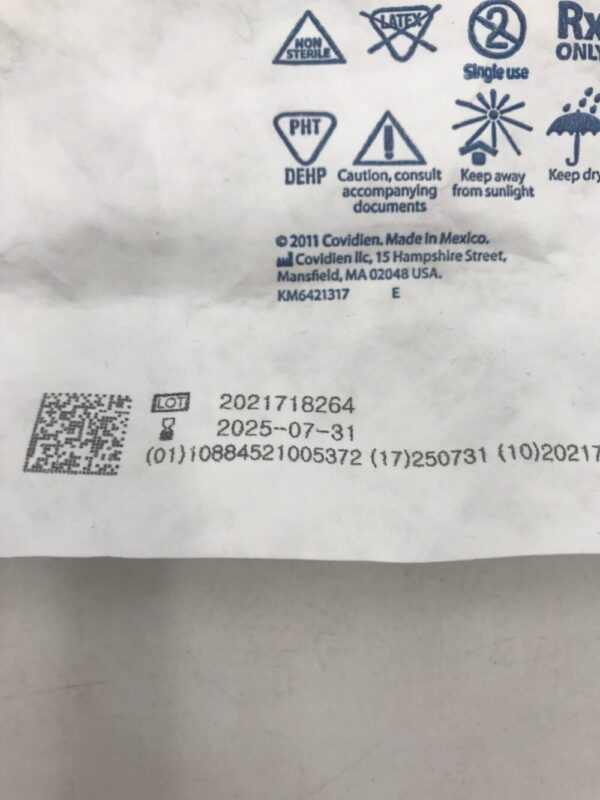 NON
STERILE
LATEX
2
Rx
ONLY
Single use
PHT
DEHP
Caution, consult
accompanying
documents
Keep away
from sunlight
Keep dry
© 2011 Covidien. Made in Mexico.
Covidien llc, 15 Hampshire Street,
Mansfield, MA 02048 USA.
KM6421317 E
LOT 2021718264
2025-07-31
(01)10884521005372 (17)250731 (10)20217